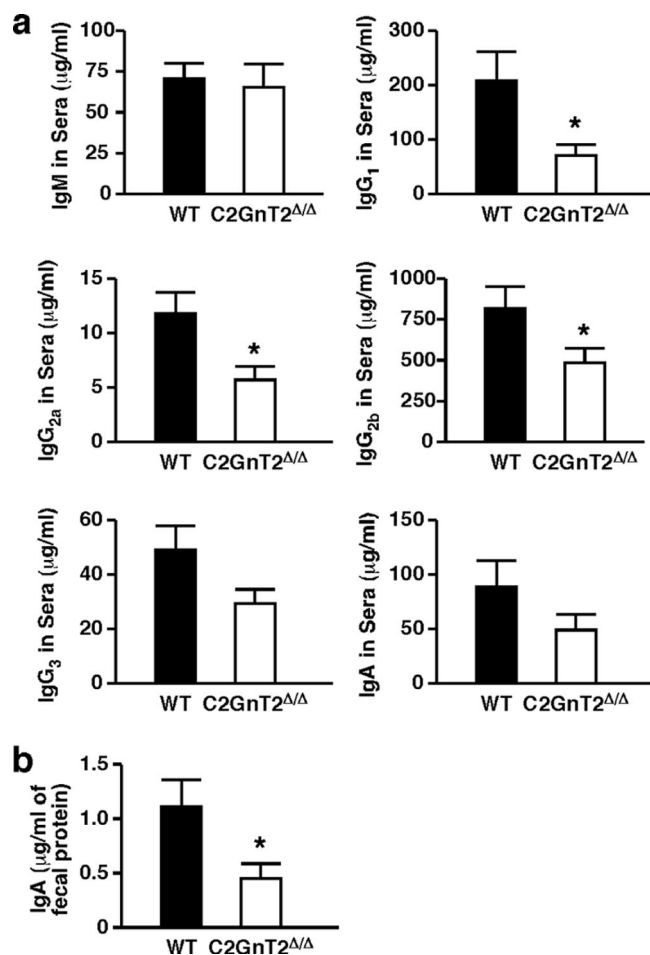 a
IgM in Sera (µg/ml)
100
75
50
25
0
WT C2GnT2Δ/Δ
IgG1 in Sera (µg/ml)
300
200
100
0
*
WT C2GnT2Δ/Δ
IgG2a in Sera (µg/ml)
15
10
5
0
*
WT C2GnT2Δ/Δ
IgG2b in Sera (µg/ml)
1000
750
500
250
0
*
WT C2GnT2Δ/Δ
IgG3 in Sera (µg/ml)
60
40
20
0
WT C2GnT2Δ/Δ
IgA in Sera (µg/ml)
150
100
50
0
WT C2GnT2Δ/Δ
b
IgA (µg/ml of
fecal protein)
1.5
1.0
0.5
0
*
WT C2GnT2Δ/Δ